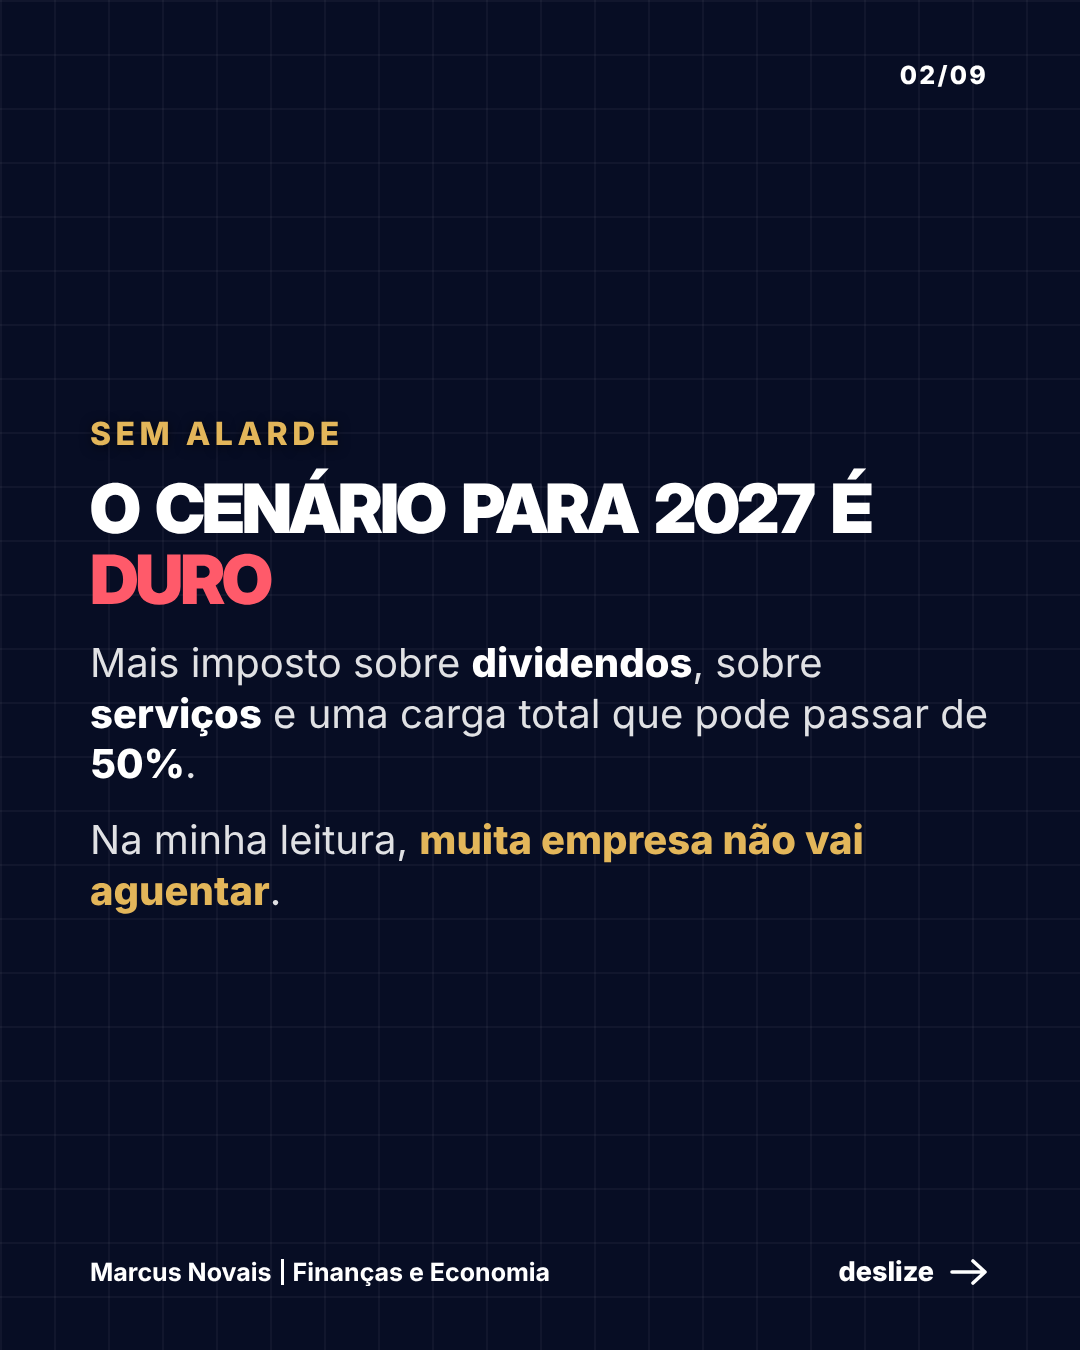 02/09
SEM ALARDE
O CENÁRIO PARA 2027 É
DURO
Mais imposto sobre dividendos, sobre
serviços e uma carga total que pode passar de
50%.
Na minha leitura, muita empresa não vai
aguentar.
Marcus Novais | Finanças e Economia
deslize →